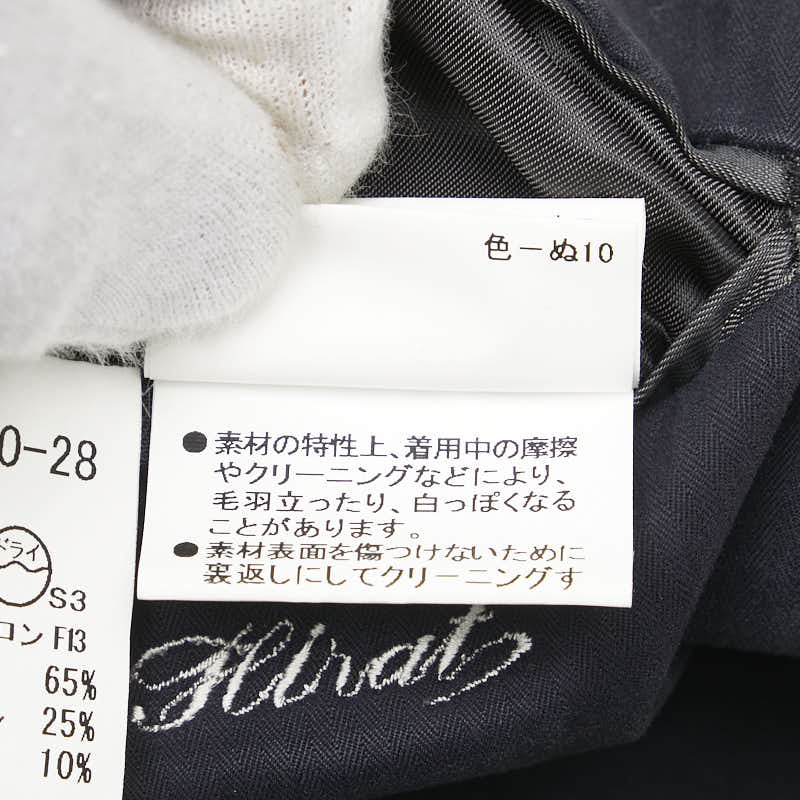 色ーぬ10
●素材の特性上、着用中の摩擦
やクリーニングなどにより、
毛羽立ったり、白っぽくなる
ことがあります。
●素材表面を傷つけないために
裏返しにしてクリーニングす
0-28
ドライ
S3
ロン F13
65%
25%
10%
Hirat